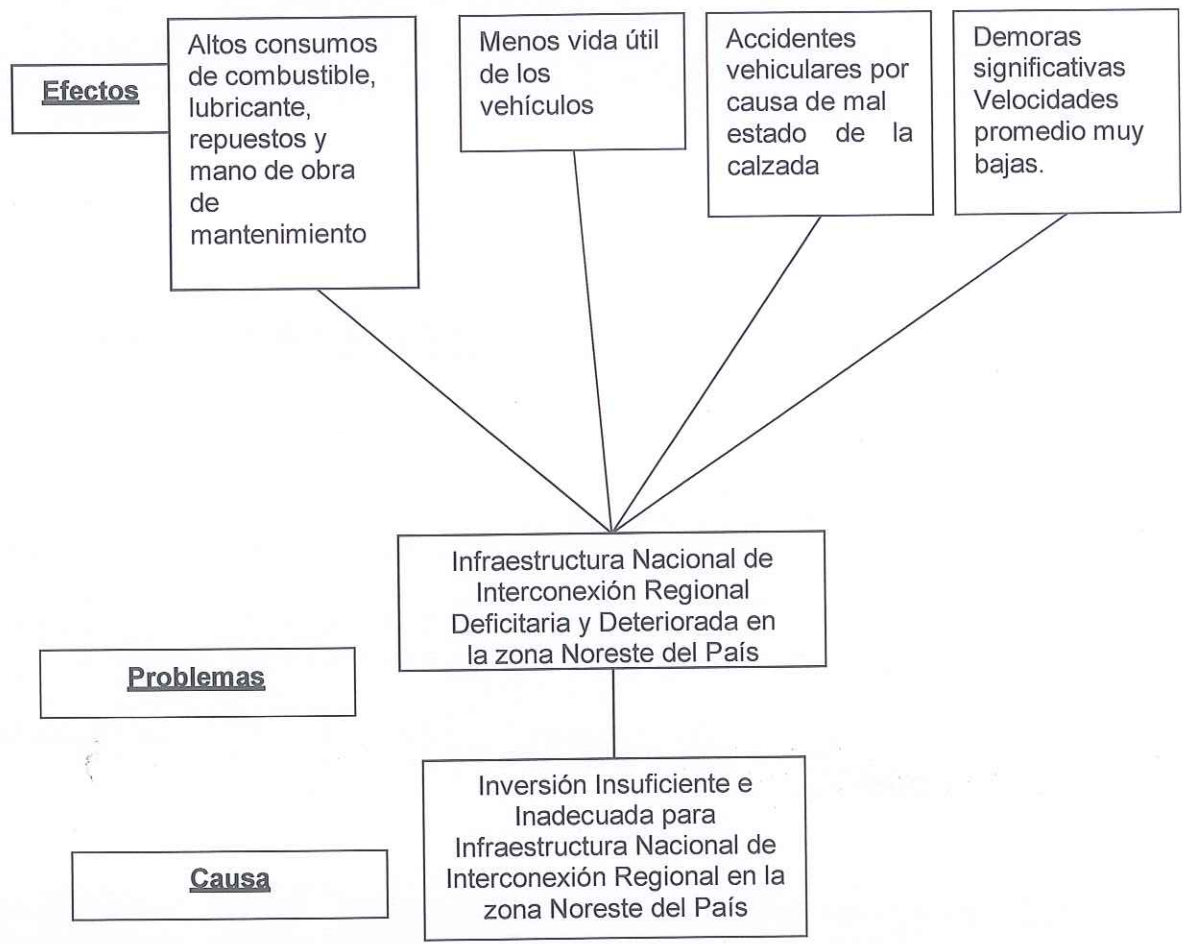 Efectos
Altos consumos
de combustible,
lubricante,
repuestos y
mano de obra
de
mantenimiento
Menos vida útil
de los
vehículos
Accidentes
vehiculares por
causa de mal
estado de la
calzada
Demoras
significativas
Velocidades
promedio muy
bajas.
Infraestructura Nacional de
Interconexión Regional
Deficitaria y Deteriorada en
la zona Noreste del País
Problemas
Inversión Insuficiente e
Inadecuada para
Infraestructura Nacional de
Interconexión Regional en la
zona Noreste del País
Causa